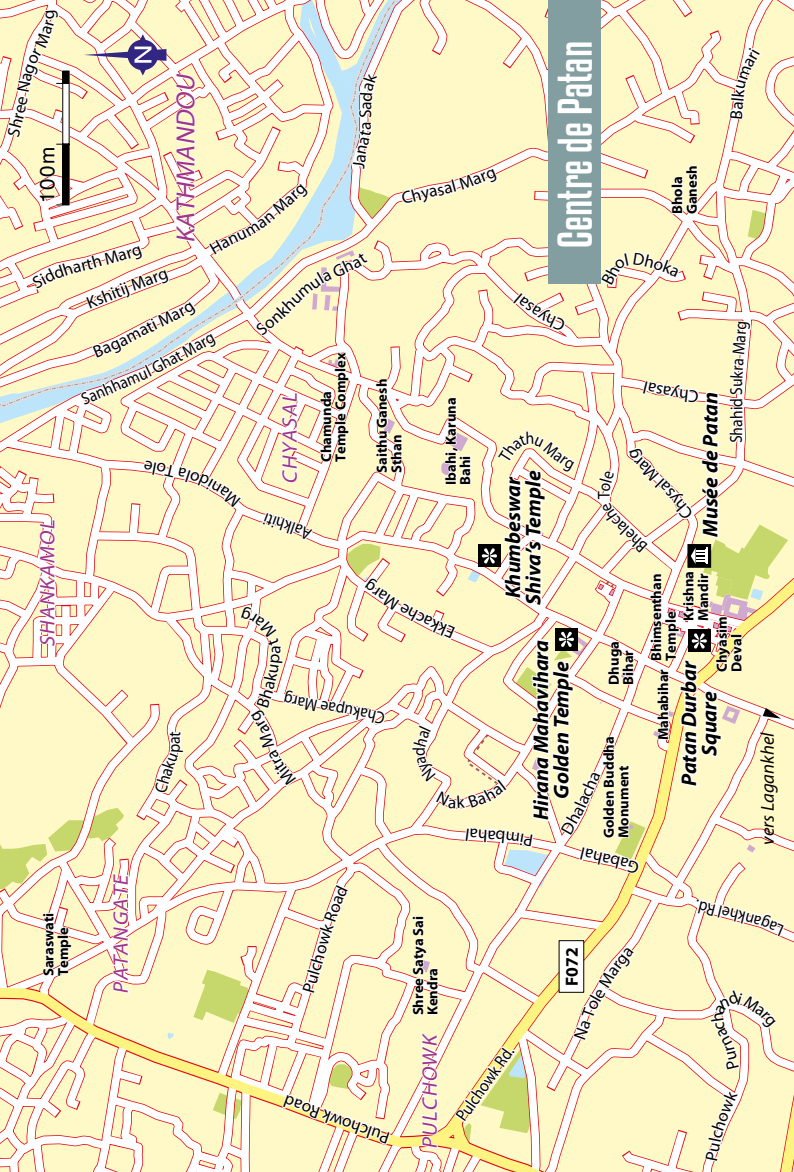 Centre de Patan
N
100m
Shree Nagor Marg
KATHMANDOU
Janata Sadak
Siddharth Marg
Kshitij Marg
Hanuman Marg
Bagamati Marg
Sanhhamul Ghat Marg
Sonkhumula Ghat
Chyasal Marg
Balkumari
Bhola
Ganesh
Bhol Dhoka
Chyasal
Chyasal
Shahid Sukra Marg
SHANKAMOL
CHYASAL
Manidola Tole
Aalkhiti
Chamunda
Temple Complex
Saithu Ganesh
Sthan
Ibahi, Karuna
Bahi
Thathu Marg
Bhelache Tole
Chysal Marg
Musée de Patan
Khumbeswar
Shiva's Temple
Ekkache Marg
Bhakupat Marg
Mitra Marg
Chakupat
Chakupae Marg
Hirana Mahavihara
Golden Temple
Dhuga
Bihar
Bhimsenthan
Temple
Krishna
Mandir
Chyasim
Deval
Mahabihar
Patan Durbar
Square
Nyadhal
Nak Bahal
Dhalacha
Golden Buddha
Monument
Pimbahal
Gabahal
vers Lagankhel
Lagankhel Rd.
PATANGATE
Saraswati
Temple
Pulchowk Road
Shree Satya Sai
Kendra
F072
Na Tole Marga
Purnachandi Marg
Pulchowk
Pulchowk Rd.
PULCHOWK
Pulchowk Road